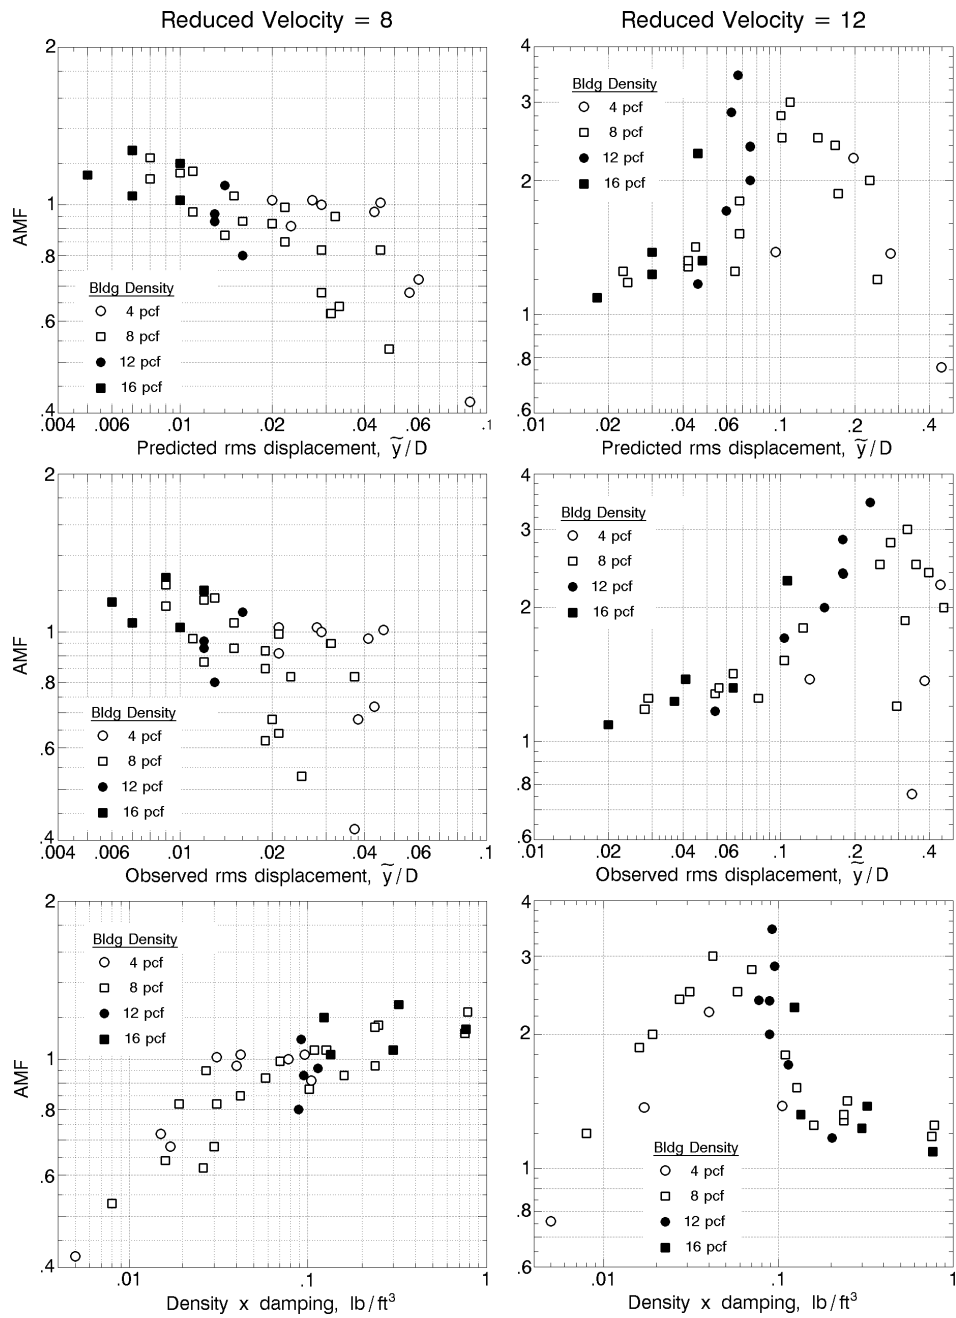 Reduced Velocity = 8
2
1
.8
.6
.4
AMF
Bldg Density
4 pcf
8 pcf
12 pcf
16 pcf
.004 .006 .01 .02 .04 .06 .1
Predicted rms displacement, ỹ/D
Reduced Velocity = 12
4
3
2
1
.8
.6
Bldg Density
4 pcf
8 pcf
12 pcf
16 pcf
.01 .02 .04 .06 .1 .2 .4
Predicted rms displacement, ỹ/D
2
1
.8
.6
.4
AMF
Bldg Density
4 pcf
8 pcf
12 pcf
16 pcf
.004 .006 .01 .02 .04 .06 .1
Observed rms displacement, ỹ/D
4
3
2
1
.8
.6
Bldg Density
4 pcf
8 pcf
12 pcf
16 pcf
.01 .02 .04 .06 .1 .2 .4
Observed rms displacement, ỹ/D
2
1
.8
.6
.4
AMF
Bldg Density
4 pcf
8 pcf
12 pcf
16 pcf
.01 .1 1
Density x damping, lb/ft³
4
3
2
1
.8
.6
Bldg Density
4 pcf
8 pcf
12 pcf
16 pcf
.01 .1 1
Density x damping, lb/ft³